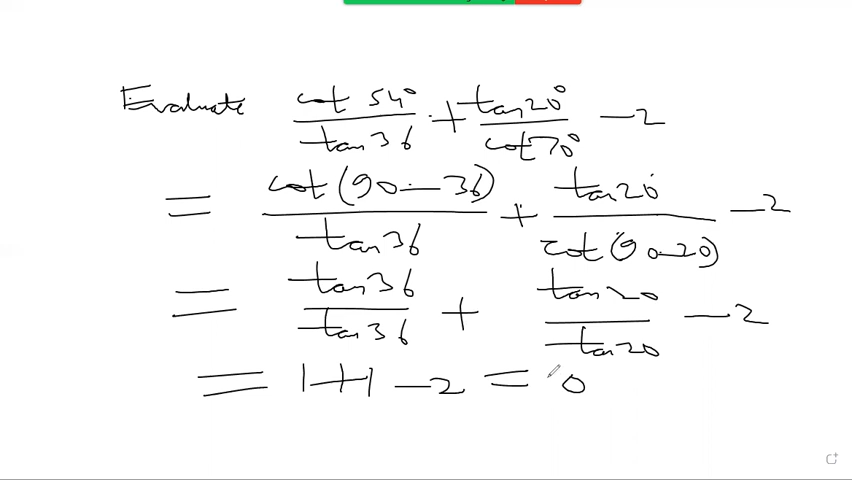 Evaluate cot 54° / tan 36 + tan 20° / cot 70° - 2
= cot (90 - 36) / tan 36 + tan 20 / cot (90 - 20) - 2
= tan 36 / tan 36 + tan 20 / tan 20 - 2
= 1 + 1 - 2 = 0